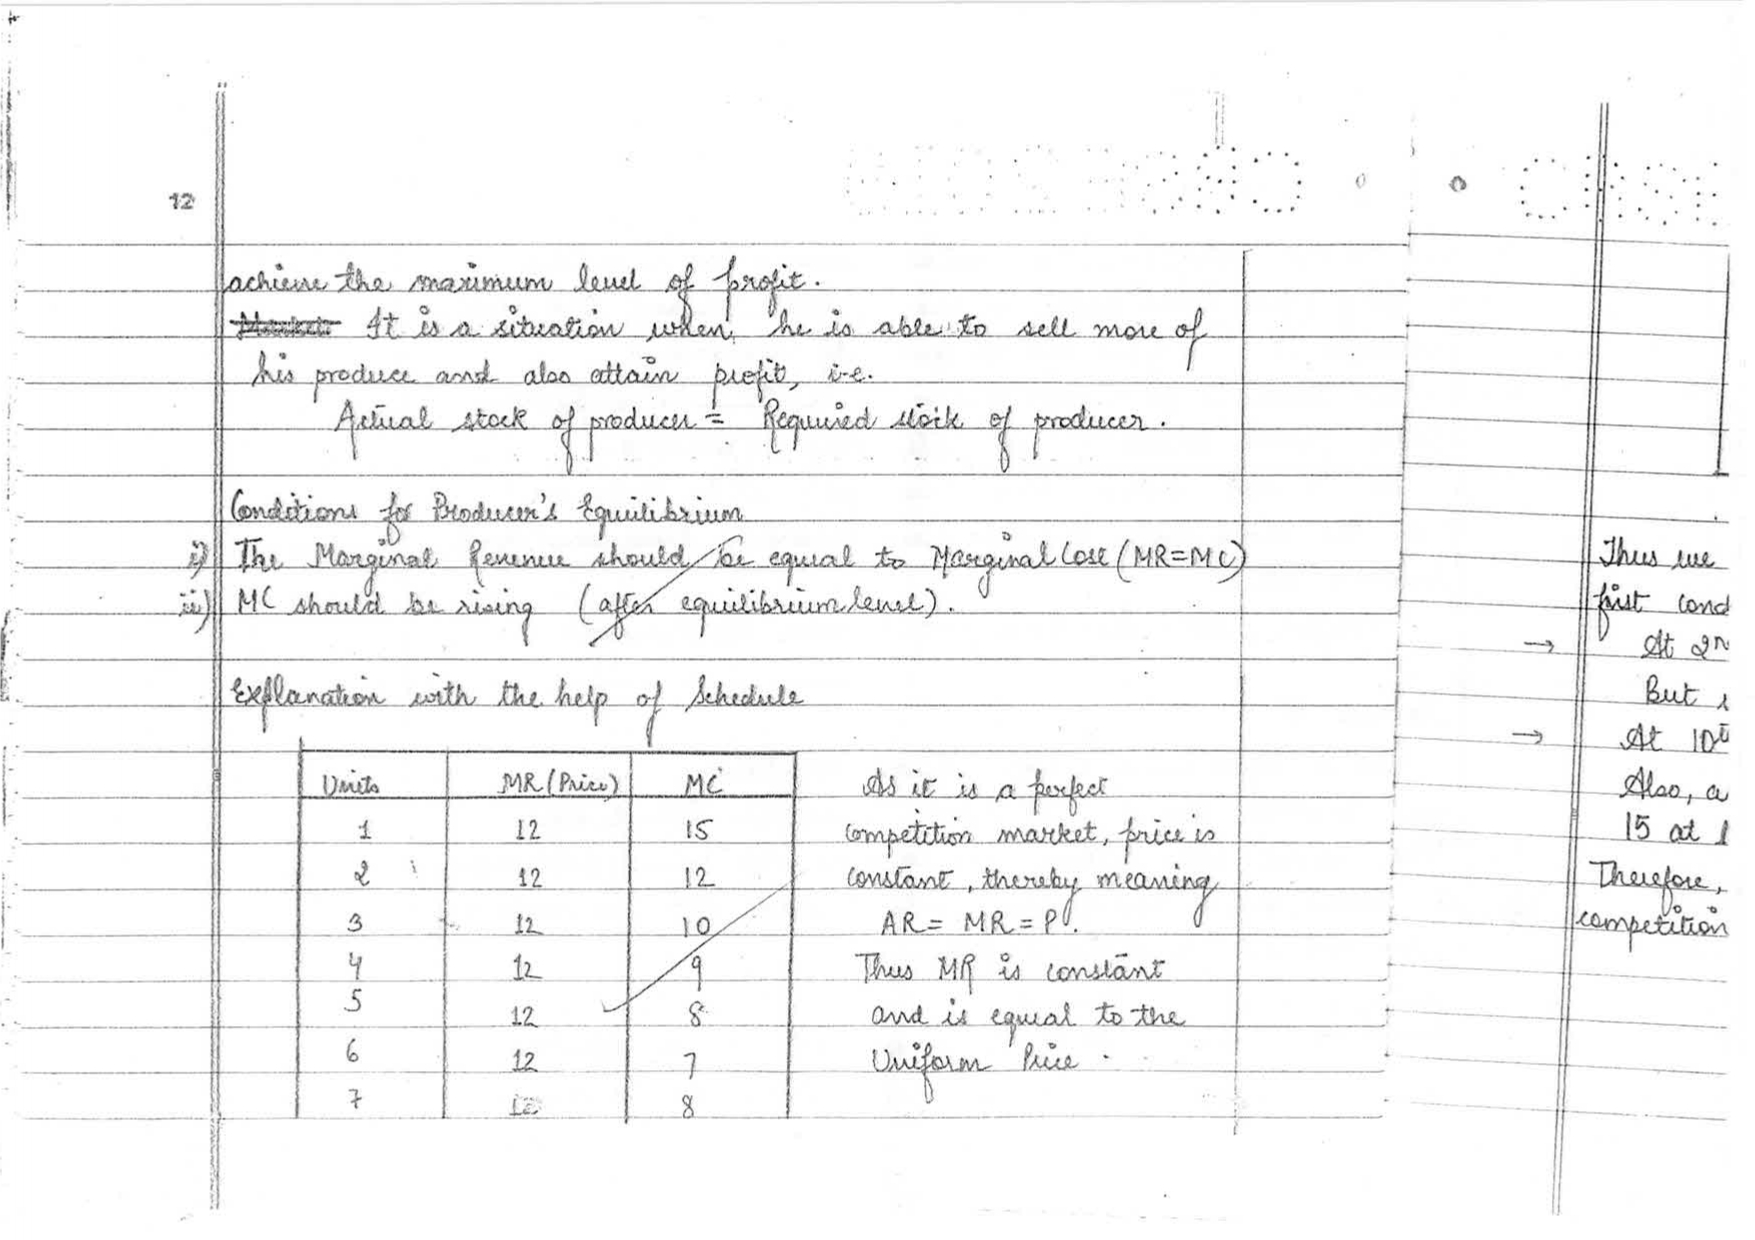 12
achieve the maximum level of profit.
It is a situation when he is able to sell more of
his produce and also attain profit, i.e.
Actual stock of producer = Required stock of producer.
Conditions for Producer's Equilibrium
i) The Marginal Revenue should be equal to Marginal Cost (MR=MC)
ii) MC should be rising (after equilibrium level).
Explanation with the help of Schedule
Units MR (Price) MC
1 12 15
2 12 12
3 12 10
4 12 9
5 12 8
6 12 7
7 12 8
As it is a perfect
competition market, price is
constant, thereby meaning
AR = MR = P.
Thus MR is constant
and is equal to the
Uniform Price.
Thus we
first cond
→ At 2n
But
→ At 10t
Also, a
15 at
Therefore,
competition